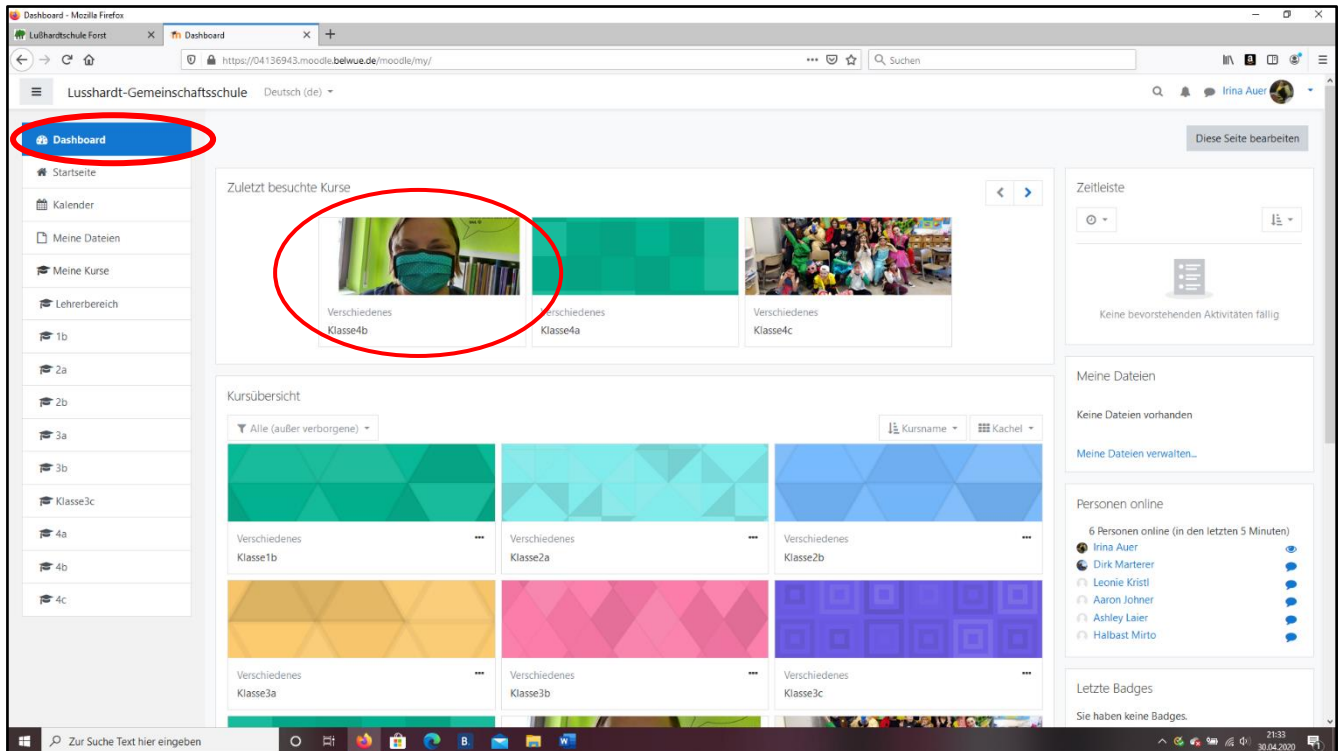 Dashboard - Mozilla Firefox
Lußhardtschule Forst
Dashboard
https://04136943.moodle.belwue.de/moodle/my/
Suchen
Lusshardt-Gemeinschaftsschule Deutsch (de)
Irina Auer
Dashboard
Diese Seite bearbeiten
Startseite
Kalender
Meine Dateien
Meine Kurse
Lehrerbereich
1b
2a
2b
3a
3b
Klasse3c
4a
4b
4c
Zuletzt besuchte Kurse
Verschiedenes
Klasse4b
Verschiedenes
Klasse4a
Verschiedenes
Klasse4c
Kursübersicht
Alle (außer verborgene)
Kursname
Kachel
Verschiedenes
Klasse1b
Verschiedenes
Klasse2a
Verschiedenes
Klasse2b
Verschiedenes
Klasse3a
Verschiedenes
Klasse3b
Verschiedenes
Klasse3c
Zeitleiste
Keine bevorstehenden Aktivitäten fällig
Meine Dateien
Keine Dateien vorhanden
Meine Dateien verwalten...
Personen online
6 Personen online (in den letzten 5 Minuten)
Irina Auer
Dirk Marterer
Leonie Kristl
Aaron Johner
Ashley Laier
Halbast Mirto
Letzte Badges
Sie haben keine Badges.
Zur Suche Text hier eingeben
21:33
30.04.2020